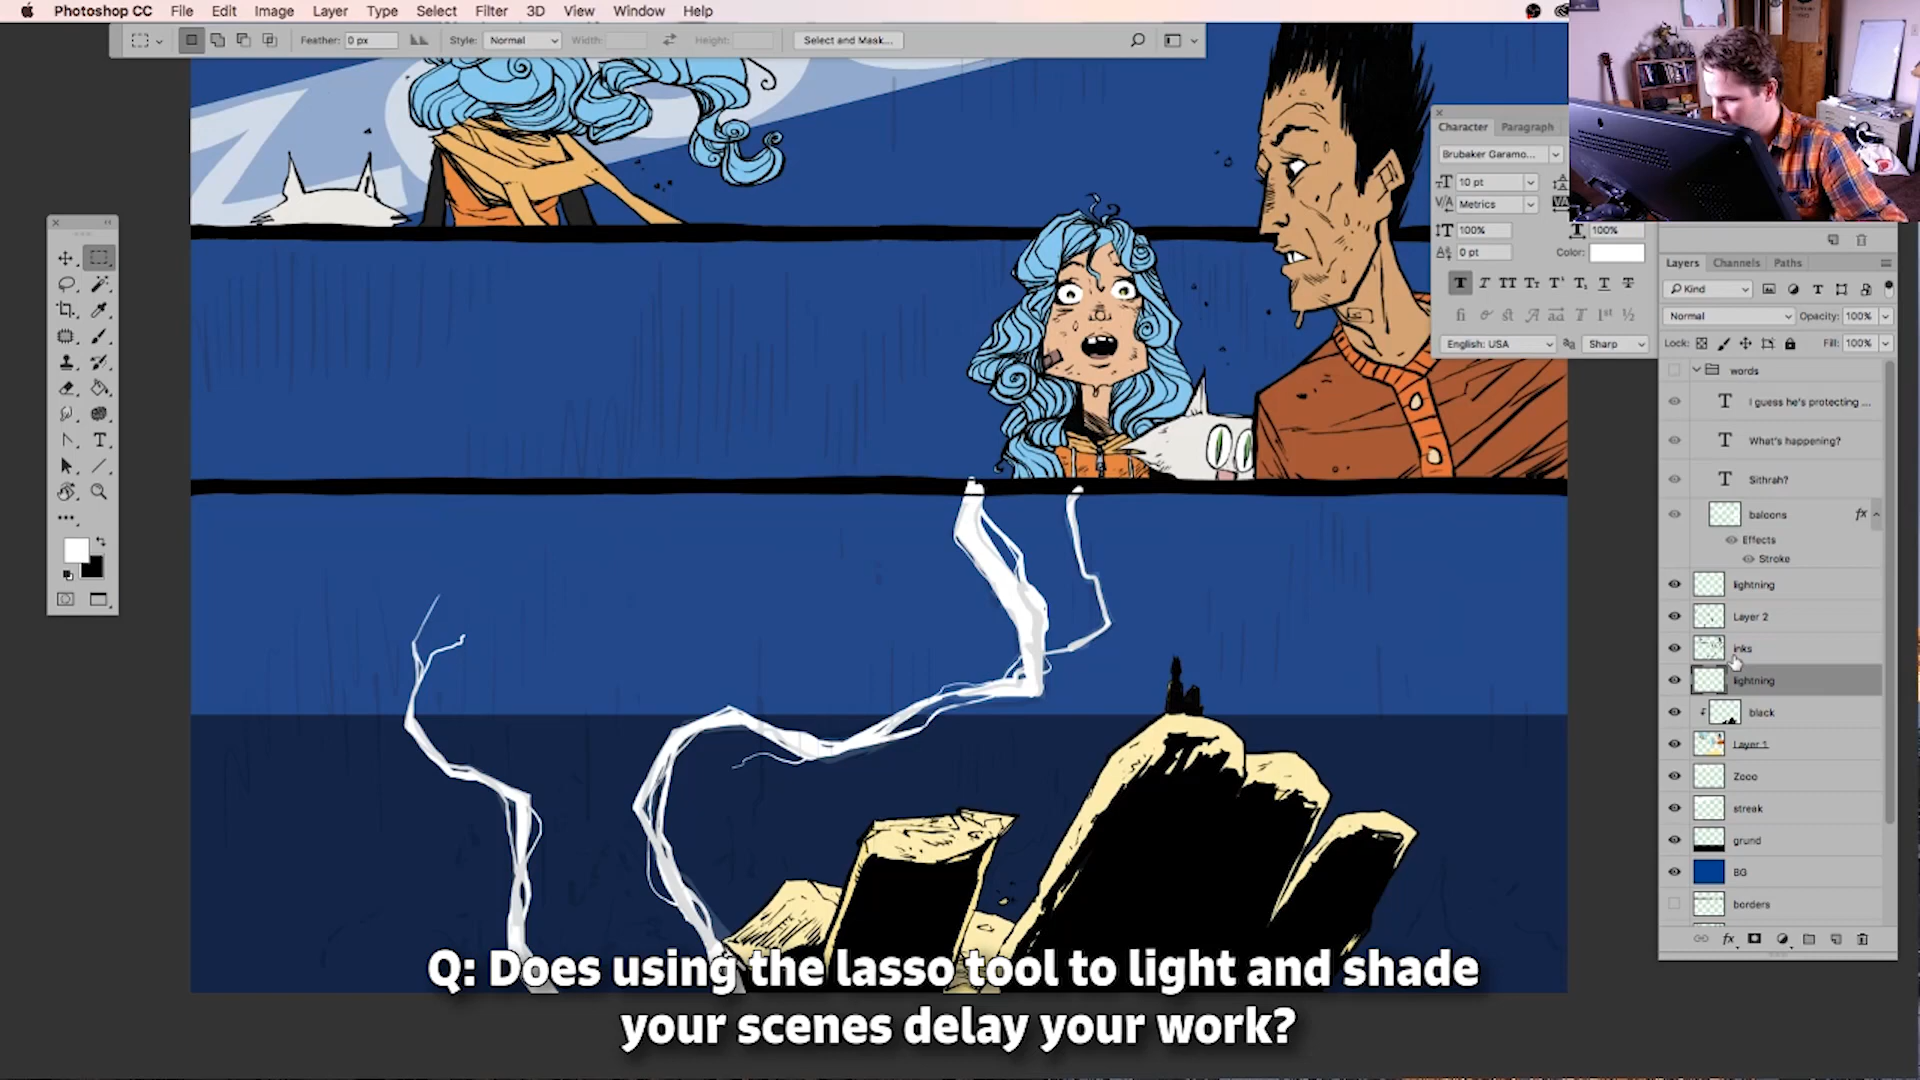 Photoshop CC File Edit Image Layer Type Select Filter 3D View Window Help
Feather: 0 px Style: Normal Width: Height: Select and Mask...
Character Paragraph
Brubaker Garamo...
10 pt
Metrics
100% 100%
0 pt Color:
English: USA Sharp
Layers Channels Paths
Kind
Normal Opacity: 100%
Lock: Fill: 100%
words
I guess he's protecting ...
What's happening?
Sithrah?
baloons fx
Effects
Stroke
lightning
Layer 2
inks
lightning
black
Layer 1
Zooo
streak
grund
BG
borders
Q: Does using the lasso tool to light and shade
your scenes delay your work?